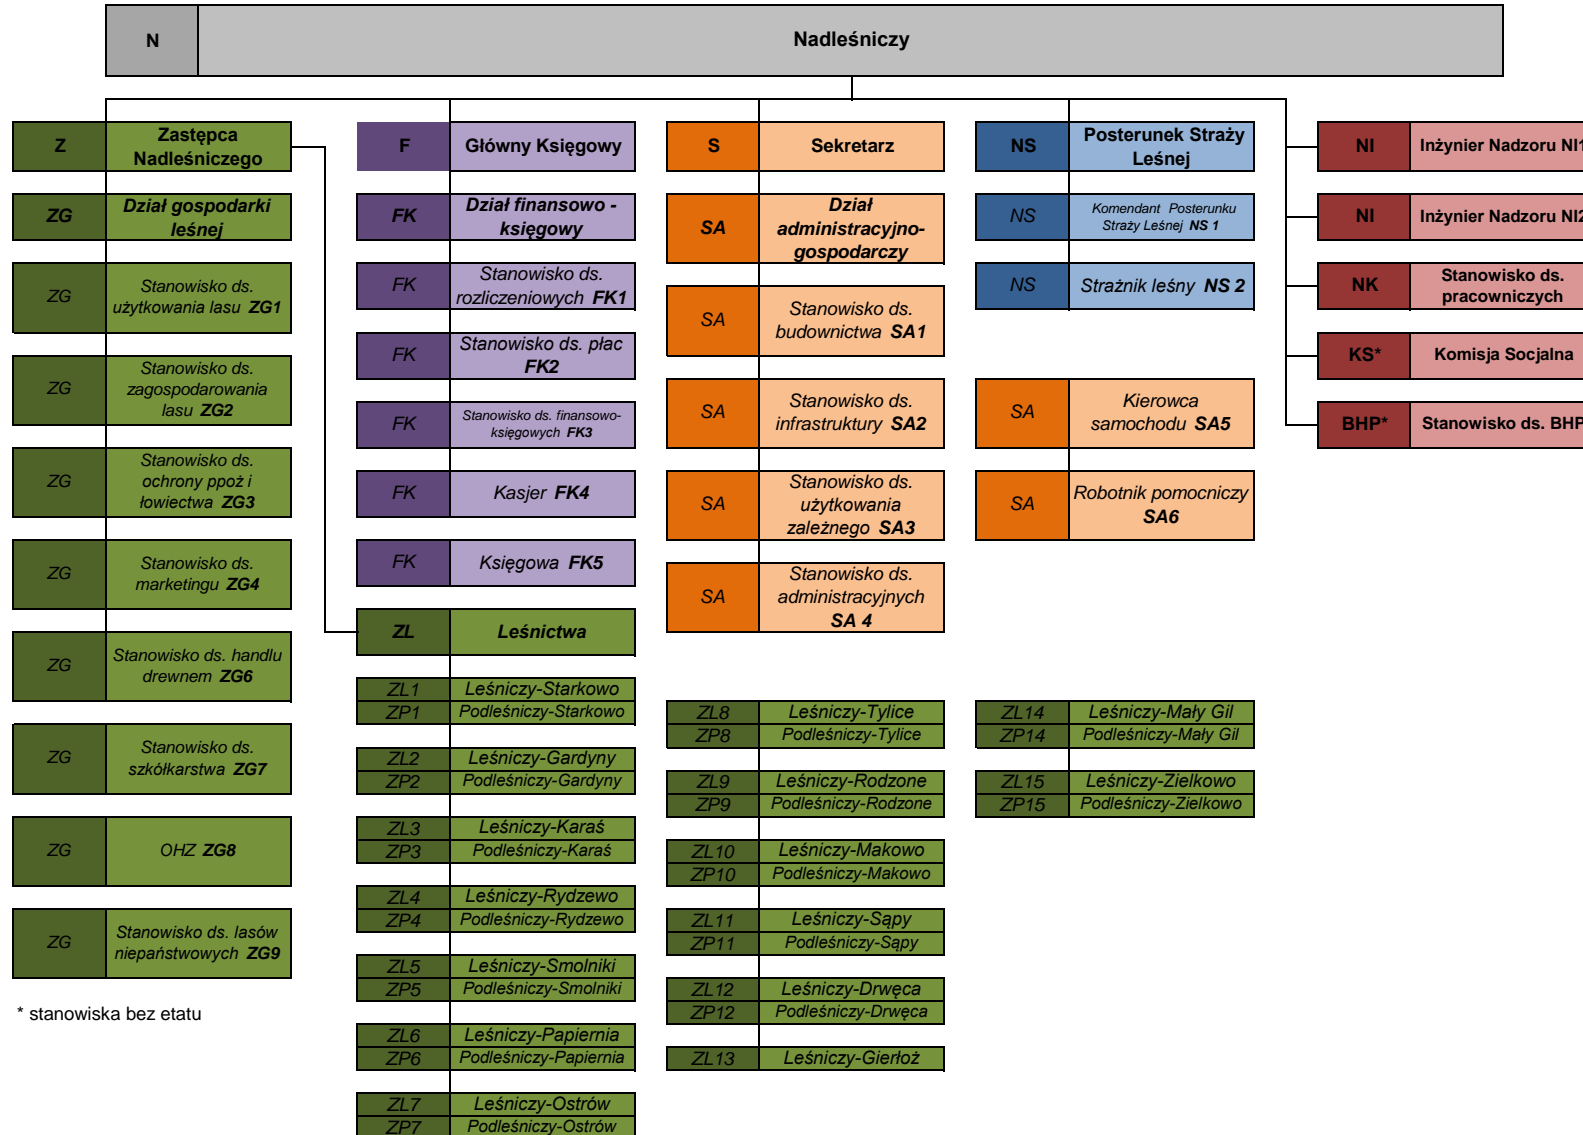 N
Nadleśniczy
Z
Zastępca
Nadleśniczego
ZG
Dział gospodarki
leśnej
ZG
Stanowisko ds.
użytkowania lasu ZG1
ZG
Stanowisko ds.
zagospodarowania
lasu ZG2
ZG
Stanowisko ds.
ochrony ppoż i
łowiectwa ZG3
ZG
Stanowisko ds.
marketingu ZG4
ZG
Stanowisko ds. handlu
drewnem ZG6
ZG
Stanowisko ds.
szkółkarstwa ZG7
ZG
OHZ ZG8
ZG
Stanowisko ds. lasów
niepaństwowych ZG9
* stanowiska bez etatu
F
Główny Księgowy
FK
Dział finansowo -
księgowy
FK
Stanowisko ds.
rozliczeniowych FK1
FK
Stanowisko ds. płac
FK2
FK
Stanowisko ds. finansowo-
księgowych FK3
FK
Kasjer FK4
FK
Księgowa FK5
ZL
Leśnictwa
ZL1
Leśniczy-Starkowo
ZP1
Podleśniczy-Starkowo
ZL2
Leśniczy-Gardyny
ZP2
Podleśniczy-Gardyny
ZL3
Leśniczy-Karaś
ZP3
Podleśniczy-Karaś
ZL4
Leśniczy-Rydzewo
ZP4
Podleśniczy-Rydzewo
ZL5
Leśniczy-Smolniki
ZP5
Podleśniczy-Smolniki
ZL6
Leśniczy-Papiernia
ZP6
Podleśniczy-Papiernia
ZL7
Leśniczy-Ostrów
ZP7
Podleśniczy-Ostrów
S
Sekretarz
SA
Dział
administracyjno-
gospodarczy
SA
Stanowisko ds.
budownictwa SA1
SA
Stanowisko ds.
infrastruktury SA2
SA
Stanowisko ds.
użytkowania
zależnego SA3
SA
Stanowisko ds.
administracyjnych
SA 4
ZL8
Leśniczy-Tylice
ZP8
Podleśniczy-Tylice
ZL9
Leśniczy-Rodzone
ZP9
Podleśniczy-Rodzone
ZL10
Leśniczy-Makowo
ZP10
Podleśniczy-Makowo
ZL11
Leśniczy-Sąpy
ZP11
Podleśniczy-Sąpy
ZL12
Leśniczy-Drwęca
ZP12
Podleśniczy-Drwęca
ZL13
Leśniczy-Gierłoż
NS
Posterunek Straży
Leśnej
NS
Komendant Posterunku
Straży Leśnej NS 1
NS
Strażnik leśny NS 2
SA
Kierowca
samochodu SA5
SA
Robotnik pomocniczy
SA6
ZL14
Leśniczy-Mały Gil
ZP14
Podleśniczy-Mały Gil
ZL15
Leśniczy-Zielkowo
ZP15
Podleśniczy-Zielkowo
NI
Inżynier Nadzoru NI1
NI
Inżynier Nadzoru NI2
NK
Stanowisko ds.
pracowniczych
KS*
Komisja Socjalna
BHP*
Stanowisko ds. BHP